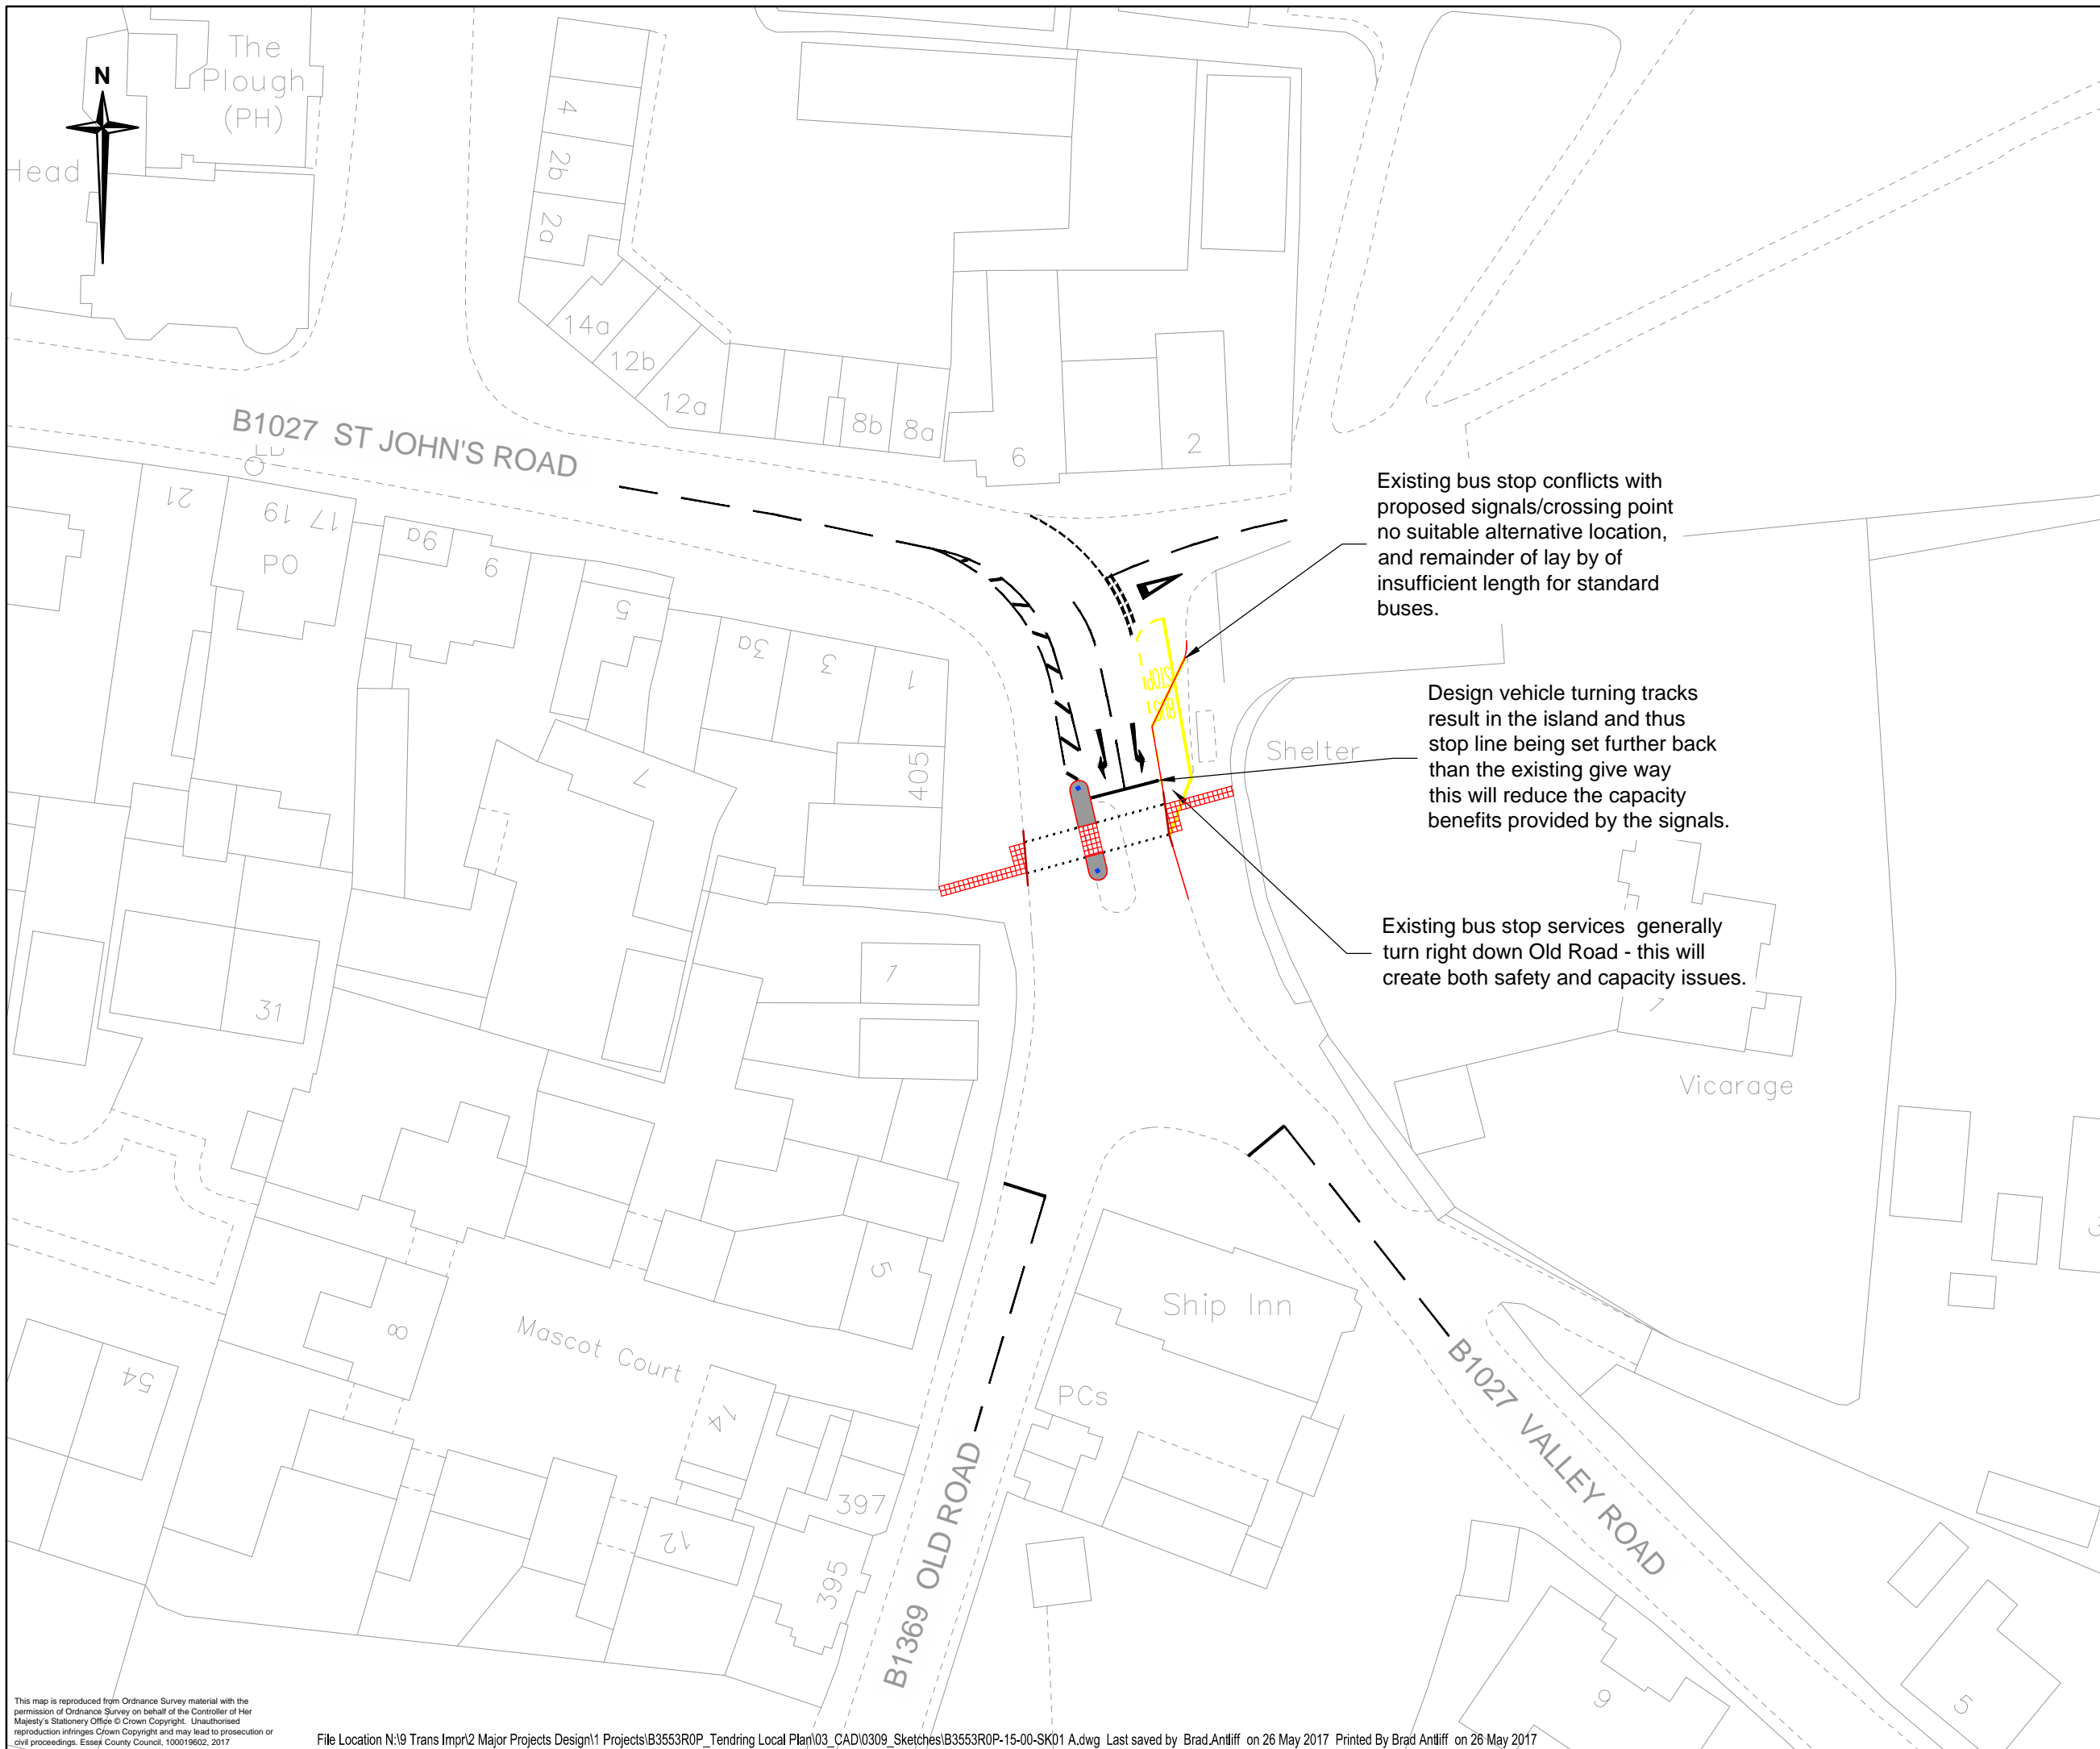 The
Plough
(PH)
N
Head
4
2b
2a
14a
12b
12a
8b
8a
6
2
B1027 ST JOHN'S ROAD
LB
21
19
17
PO
9a
9
5
3a
3
1
7
405
Existing bus stop conflicts with
proposed signals/crossing point
no suitable alternative location,
and remainder of lay by of
insufficient length for standard
buses.
BUS
STOP
Shelter
Design vehicle turning tracks
result in the island and thus
stop line being set further back
than the existing give way
this will reduce the capacity
benefits provided by the signals.
Existing bus stop services generally
turn right down Old Road - this will
create both safety and capacity issues.
31
1
1
Vicarage
3
5
8
Mascot Court
54
14
Ship Inn
PCs
B1027 VALLEY ROAD
397
12
395
B1369 OLD ROAD
9
5
This map is reproduced from Ordnance Survey material with the
permission of Ordnance Survey on behalf of the Controller of Her
Majesty's Stationery Office © Crown Copyright. Unauthorised
reproduction infringes Crown Copyright and may lead to prosecution or
civil proceedings. Essex County Council, 100019602, 2017
File Location N:\9 Trans Impr\2 Major Projects Design\1 Projects\B3553R0P_Tendring Local Plan\03_CAD\0309_Sketches\B3553R0P-15-00-SK01 A.dwg Last saved by Brad.Antliff on 26 May 2017 Printed By Brad Antliff on 26 May 2017